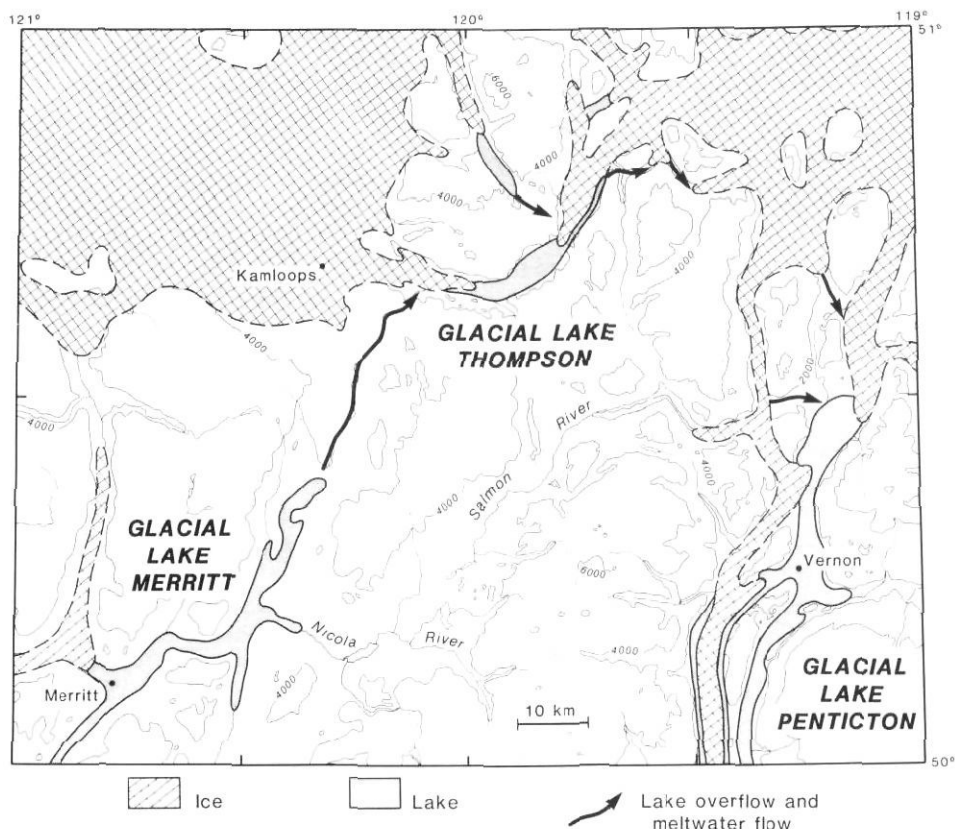 121°
120°
119°
51°
6000
4000
4000
4000
Kamloops
GLACIAL LAKE
THOMPSON
4000
4000
4000
2000
River
Salmon
4000
4000
GLACIAL
LAKE
MERRITT
6000
Vernon
Nicola
River
4000
4000
Merritt
10 km
GLACIAL
LAKE
PENTICTON
50°
Ice
Lake
Lake overflow and
meltwater flow